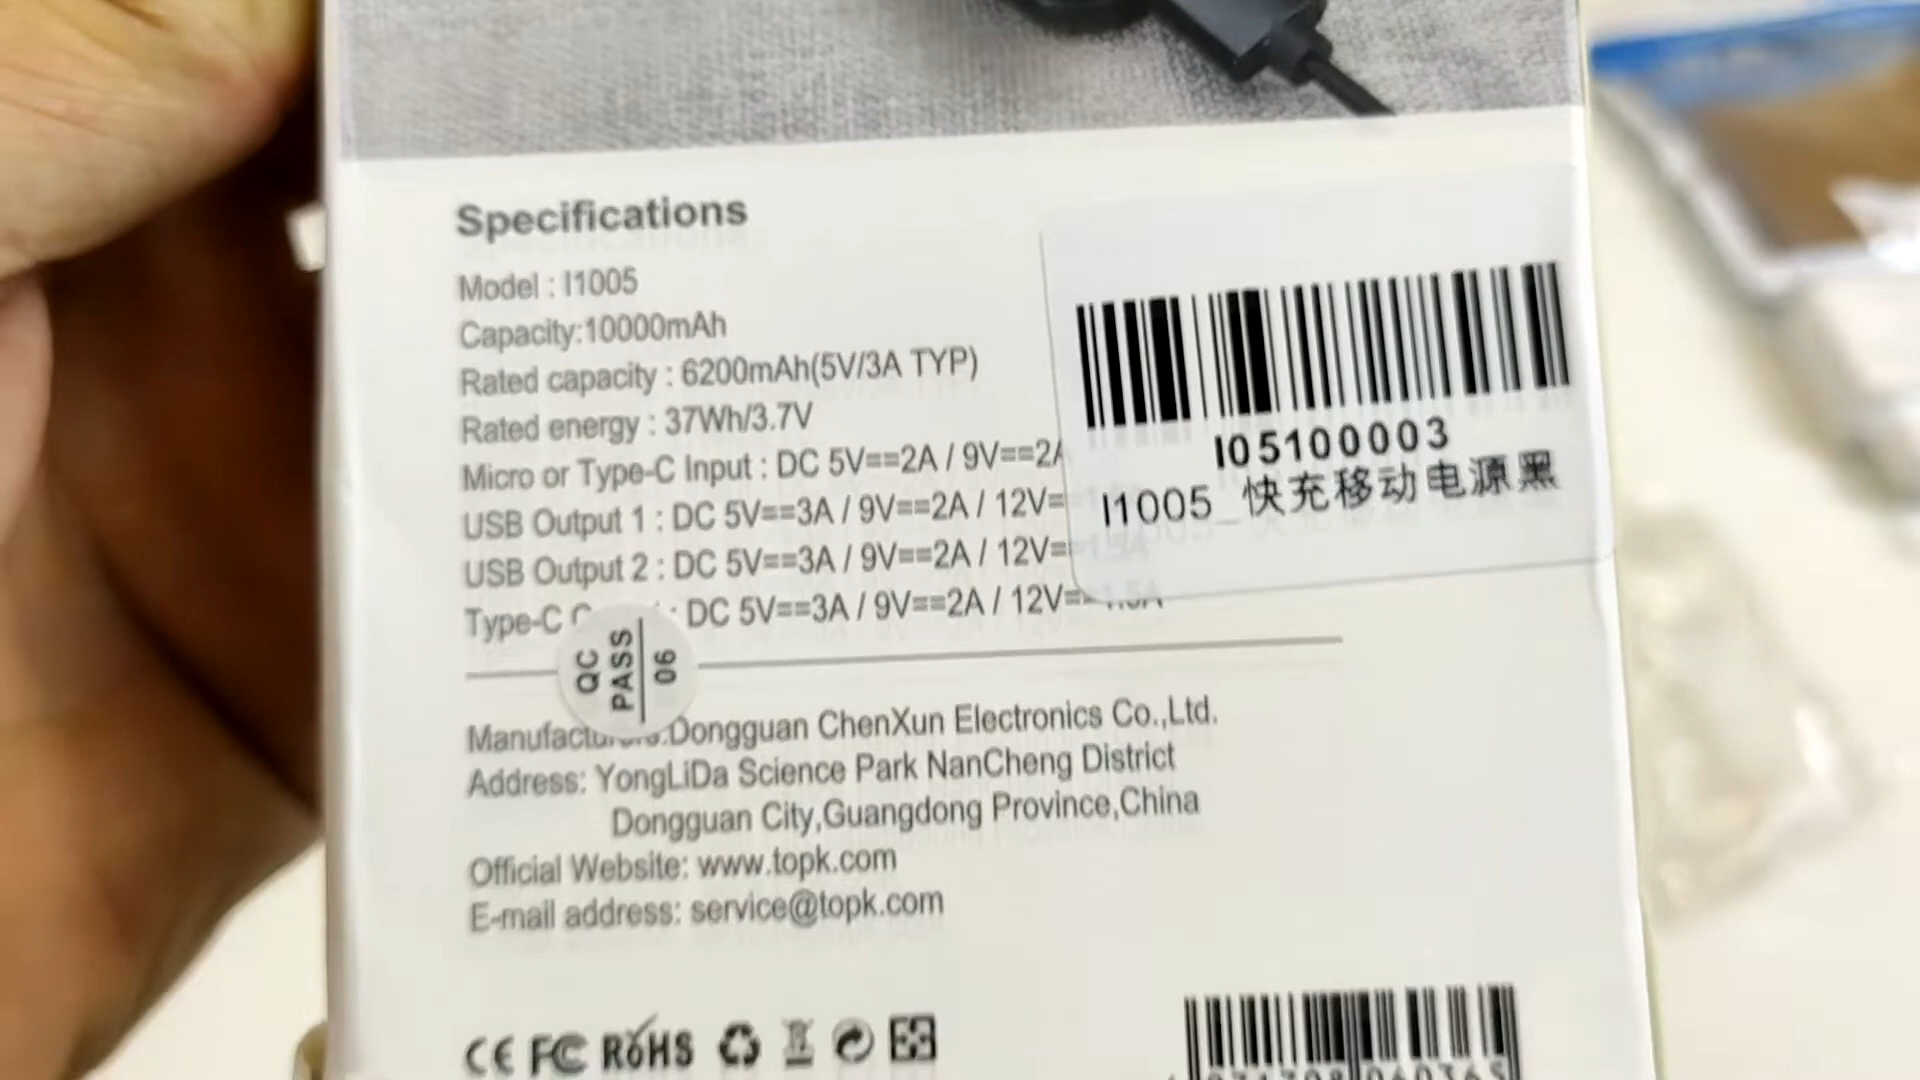 Specifications
Model : I1005
Capacity:10000mAh
Rated capacity : 6200mAh(5V/3A TYP)
Rated energy : 37Wh/3.7V
Micro or Type-C Input : DC 5V==2A / 9V==2A
USB Output 1 : DC 5V==3A / 9V==2A / 12V=
USB Output 2 : DC 5V==3A / 9V==2A / 12V==1.5A
Type-C : DC 5V==3A / 9V==2A / 12V==1.5A
I05100003
I1005_快充移动电源黑
QC
PASS
06
Manufacturers:Dongguan ChenXun Electronics Co.,Ltd.
Address: YongLiDa Science Park NanCheng District
Dongguan City,Guangdong Province,China
Official Website: www.topk.com
E-mail address: service@topk.com
CE FC RoHS